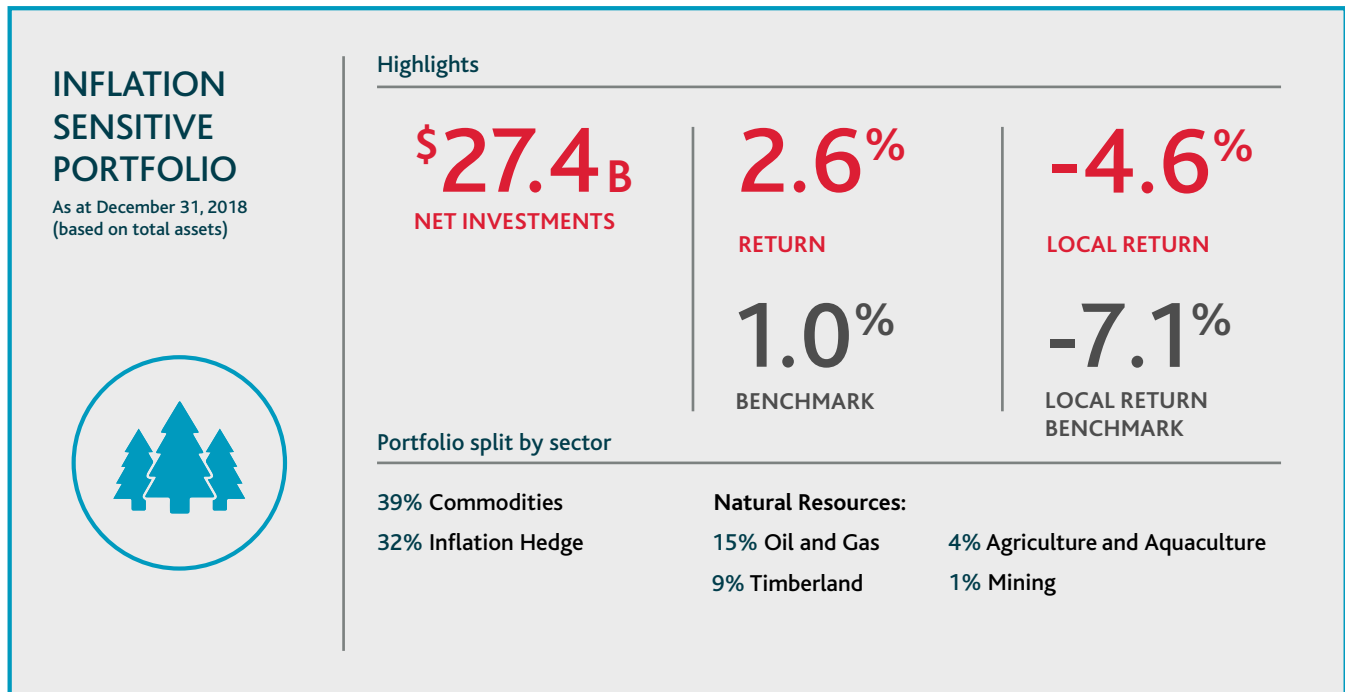 INFLATION
SENSITIVE
PORTFOLIO
As at December 31, 2018
(based on total assets)
Highlights
$27.4 B
NET INVESTMENTS
2.6%
RETURN
1.0%
BENCHMARK
-4.6%
LOCAL RETURN
-7.1%
LOCAL RETURN
BENCHMARK
Portfolio split by sector
39% Commodities
32% Inflation Hedge
Natural Resources:
15% Oil and Gas
9% Timberland
4% Agriculture and Aquaculture
1% Mining